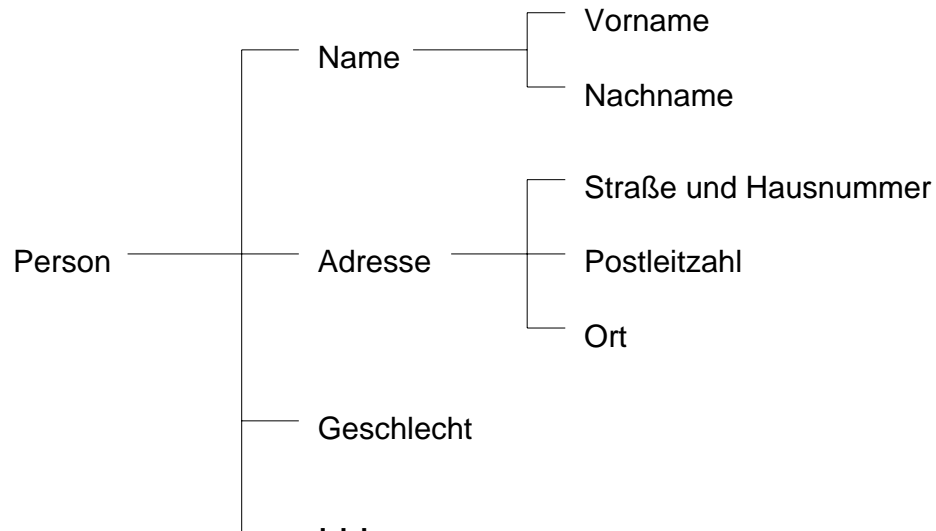 Vorname
Name
Nachname
Straße und Hausnummer
Person
Adresse
Postleitzahl
Ort
Geschlecht